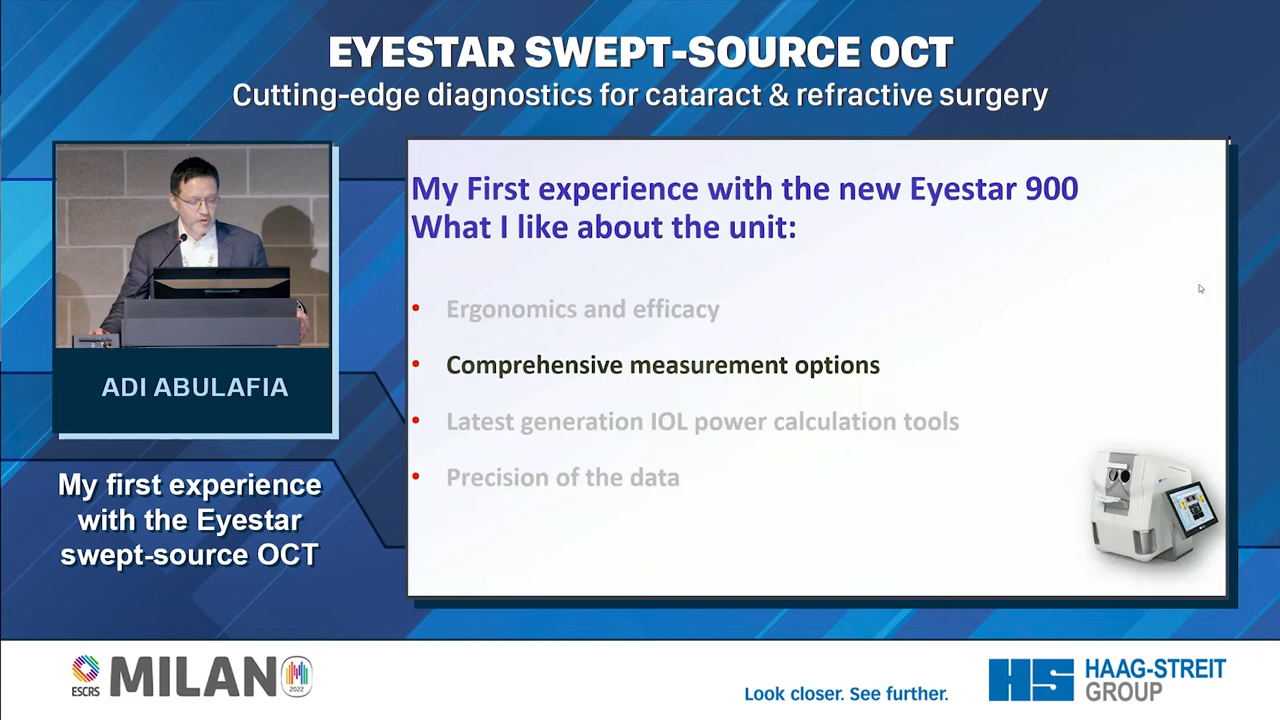 EYESTAR SWEPT-SOURCE OCT
Cutting-edge diagnostics for cataract & refractive surgery
ADI ABULAFIA
My first experience
with the Eyestar
swept-source OCT
My First experience with the new Eyestar 900
What I like about the unit:
• Ergonomics and efficacy
• Comprehensive measurement options
• Latest generation IOL power calculation tools
• Precision of the data
ESCRS
MILANO
2022
Look closer. See further.
HS
HAAG-STREIT
GROUP